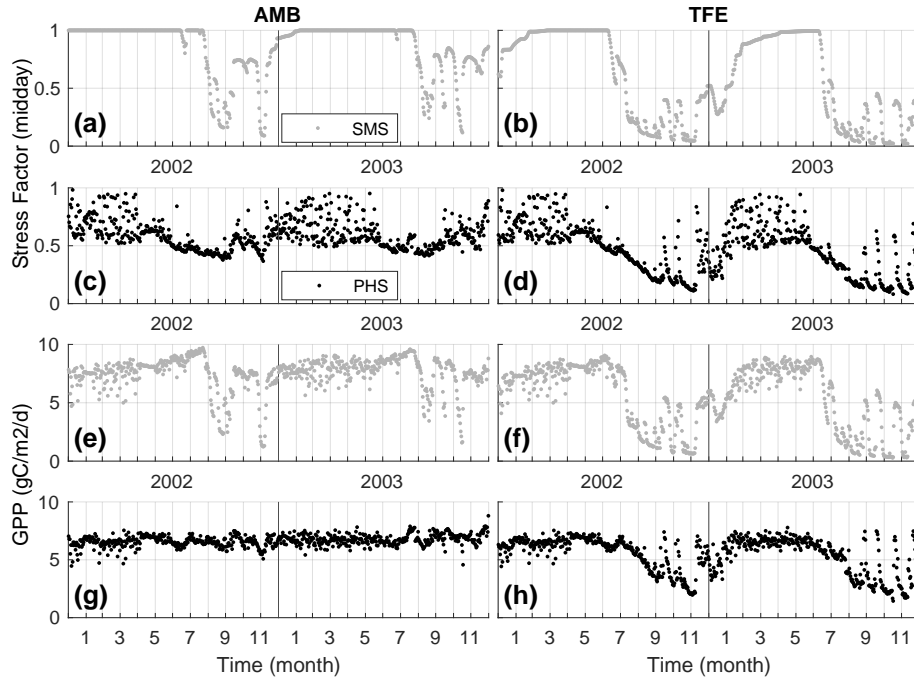 AMB
TFE
Stress Factor (midday)
GPP (gC/m2/d)
1
0.5
0
(a)
SMS
(b)
2002
2003
2002
2003
1
0.5
0
(c)
PHS
(d)
2002
2003
2002
2003
10
5
0
(e)
(f)
2002
2003
2002
2003
10
5
0
(g)
(h)
1 3 5 7 9 11 1 3 5 7 9 11
1 3 5 7 9 11 1 3 5 7 9 11
Time (month)
Time (month)